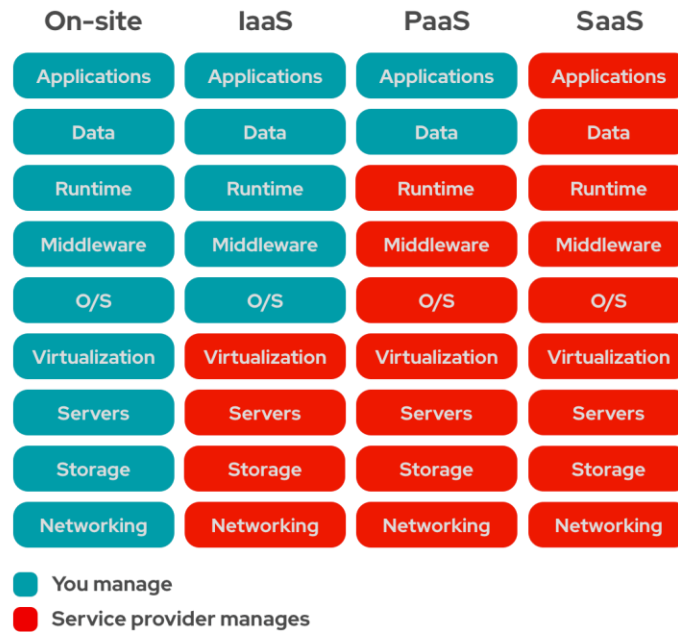 On-site IaaS PaaS SaaS
Applications Applications Applications Applications
Data Data Data Data
Runtime Runtime Runtime Runtime
Middleware Middleware Middleware Middleware
O/S O/S O/S O/S
Virtualization Virtualization Virtualization Virtualization
Servers Servers Servers Servers
Storage Storage Storage Storage
Networking Networking Networking Networking
You manage
Service provider manages